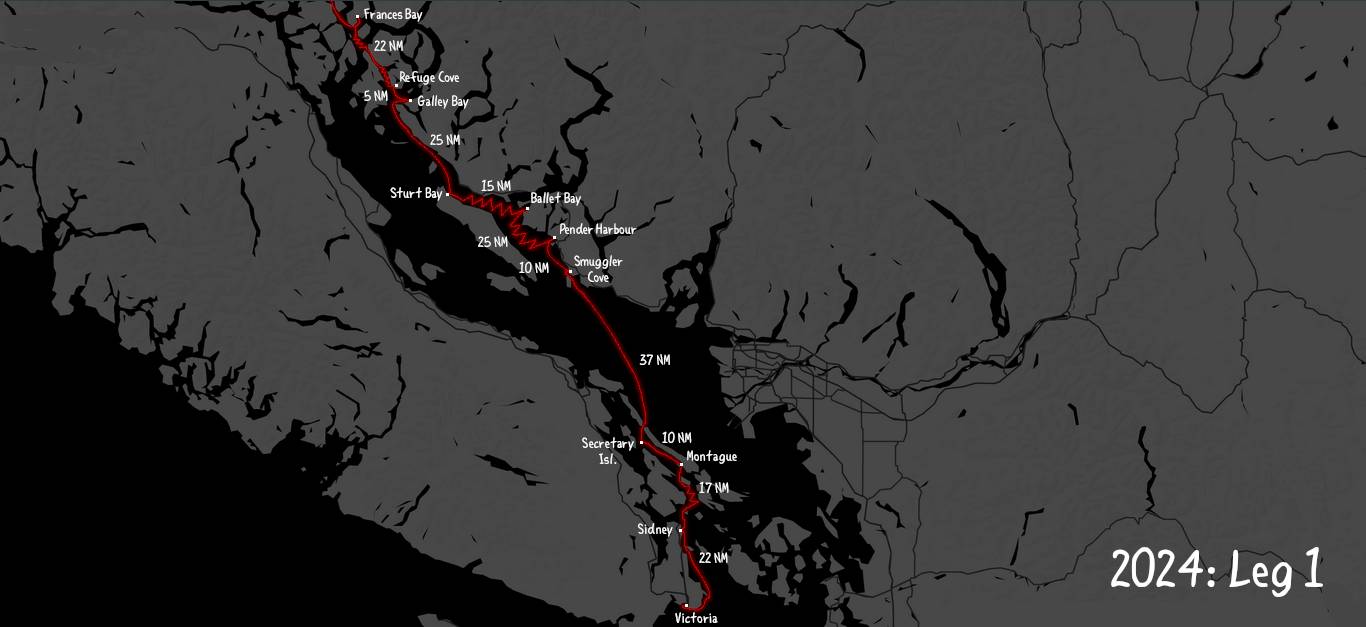 Frances Bay
22 NM
Refuge Cove
5 NM
Galley Bay
25 NM
15 NM
Sturt Bay
Ballet Bay
Pender Harbour
25 NM
Smuggler
Cove
10 NM
37 NM
10 NM
Secretary
Isl.
Montague
17 NM
Sidney
22 NM
2024: Leg 1
Victoria